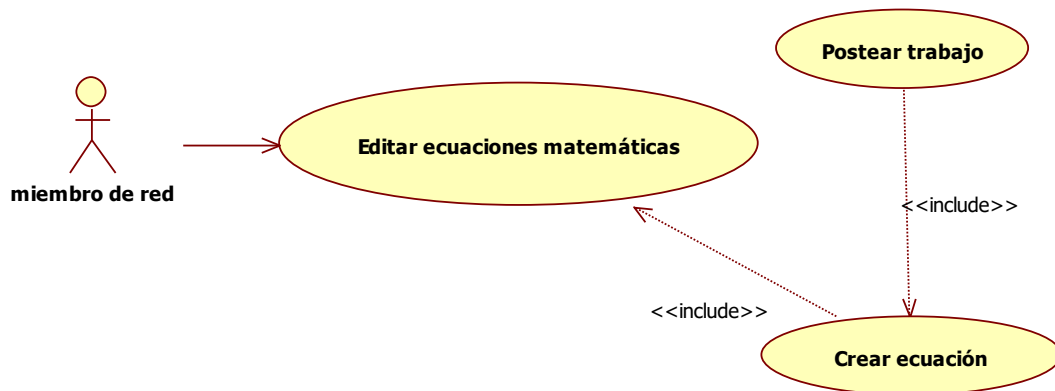 Postear trabajo
Editar ecuaciones matemáticas
miembro de red
<<include>>
<<include>>
Crear ecuación